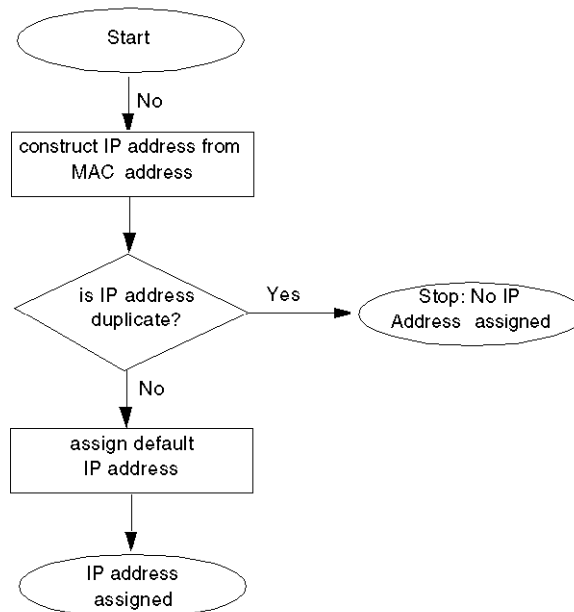 Start
No
construct IP address from
MAC address
is IP address
duplicate?
Yes
Stop: No IP
Address assigned
No
assign default
IP address
IP address
assigned